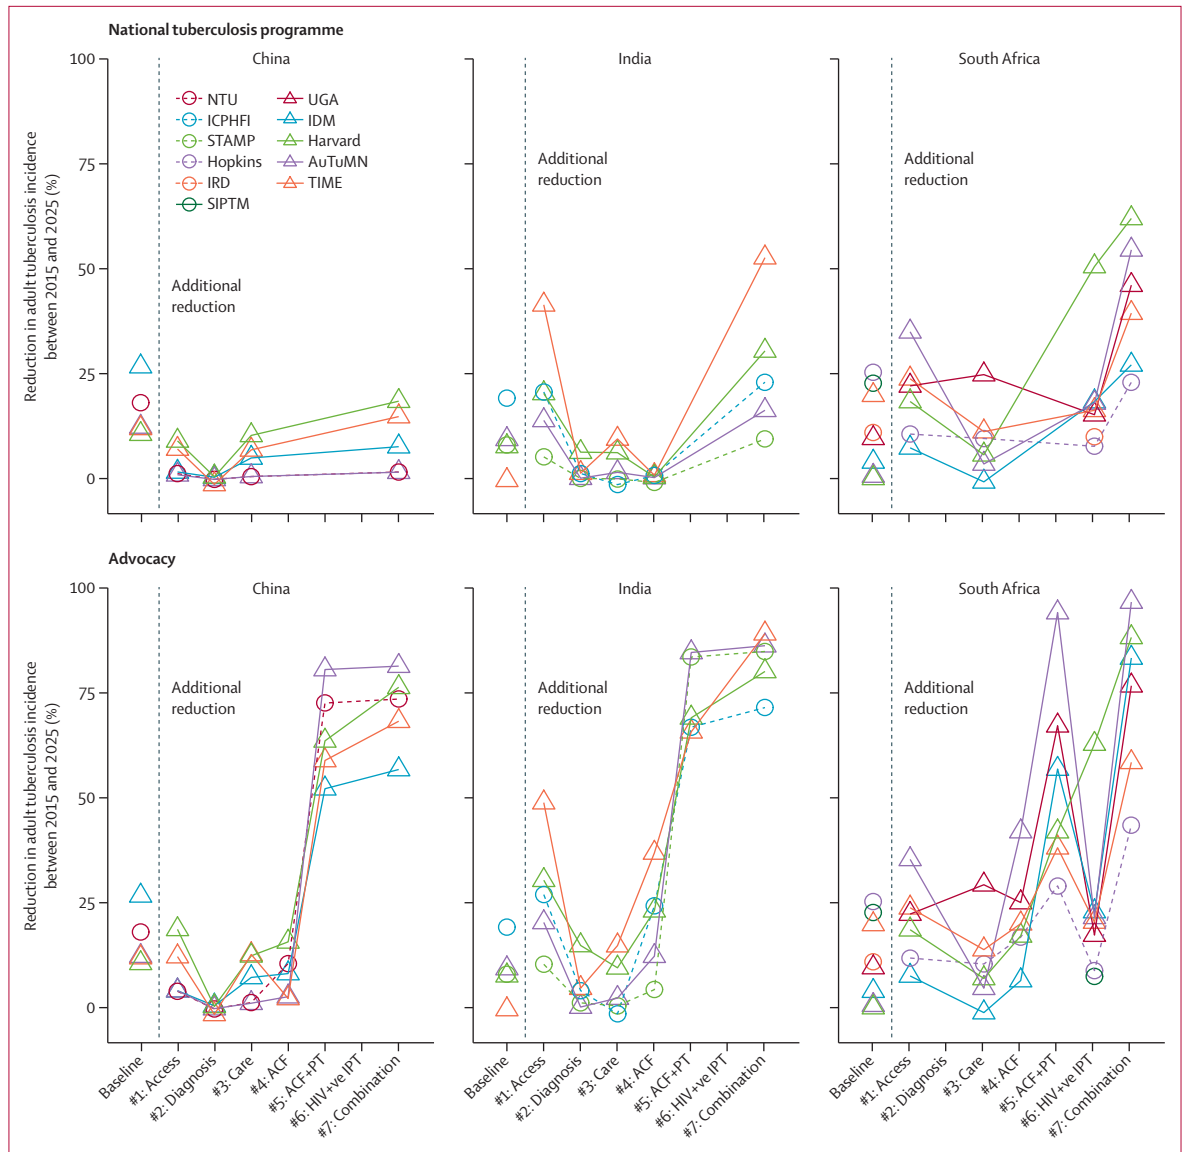 National tuberculosis programme
China
India
South Africa
Reduction in adult tuberculosis incidence
between 2015 and 2025 (%)
100
75
50
25
0
NTU
ICPHFI
STAMP
Hopkins
IRD
SIPTM
UGA
IDM
Harvard
AuTuMN
TIME
Additional
reduction
Additional
reduction
Additional
reduction
Advocacy
China
India
South Africa
Reduction in adult tuberculosis incidence
between 2015 and 2025 (%)
100
75
50
25
0
Additional
reduction
Additional
reduction
Additional
reduction
Baseline
#1: Access
#2: Diagnosis
#3: Care
#4: ACF
#5: ACF+PT
#6: HIV+ve IPT
#7: Combination
Baseline
#1: Access
#2: Diagnosis
#3: Care
#4: ACF
#5: ACF+PT
#6: HIV+ve IPT
#7: Combination
Baseline
#1: Access
#2: Diagnosis
#3: Care
#4: ACF
#5: ACF+PT
#6: HIV+ve IPT
#7: Combination